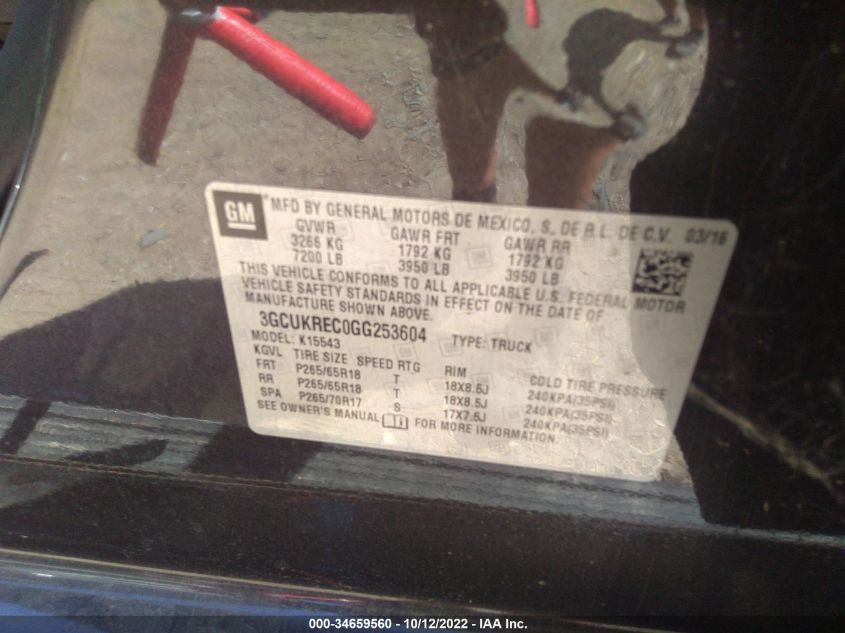 GM MFD BY GENERAL MOTORS DE MEXICO, S. DE R.L. DE C.V. 03/16
GVWR GAWR FRT GAWR RR
3266 KG 1792 KG 1792 KG
7200 LB 3950 LB 3950 LB
THIS VEHICLE CONFORMS TO ALL APPLICABLE U.S. FEDERAL MOTOR
VEHICLE SAFETY STANDARDS IN EFFECT ON THE DATE OF
MANUFACTURE SHOWN ABOVE.
3GCUKREC0GG253604 TYPE: TRUCK
MODEL: K15543
KGVL TIRE SIZE SPEED RTG RIM COLD TIRE PRESSURE
FRT P265/65R18 T 18X8.5J 240KPA(35PSI)
RR P265/65R18 T 18X8.5J 240KPA(35PSI)
SPA P265/70R17 S 17X7.5J 240KPA(35PSI)
SEE OWNER'S MANUAL FOR MORE INFORMATION.
000-34659560 - 10/12/2022 - IAA Inc.